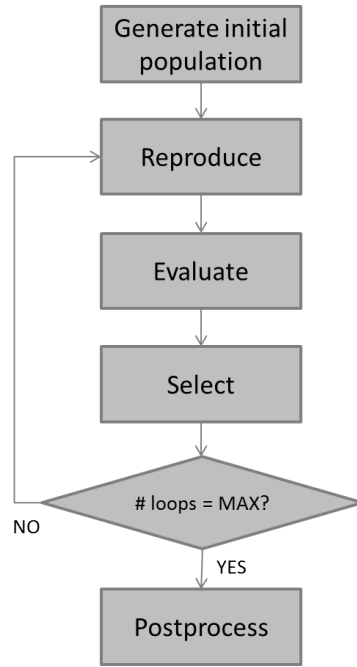 Generate initial
population
Reproduce
Evaluate
Select
# loops = MAX?
NO
YES
Postprocess